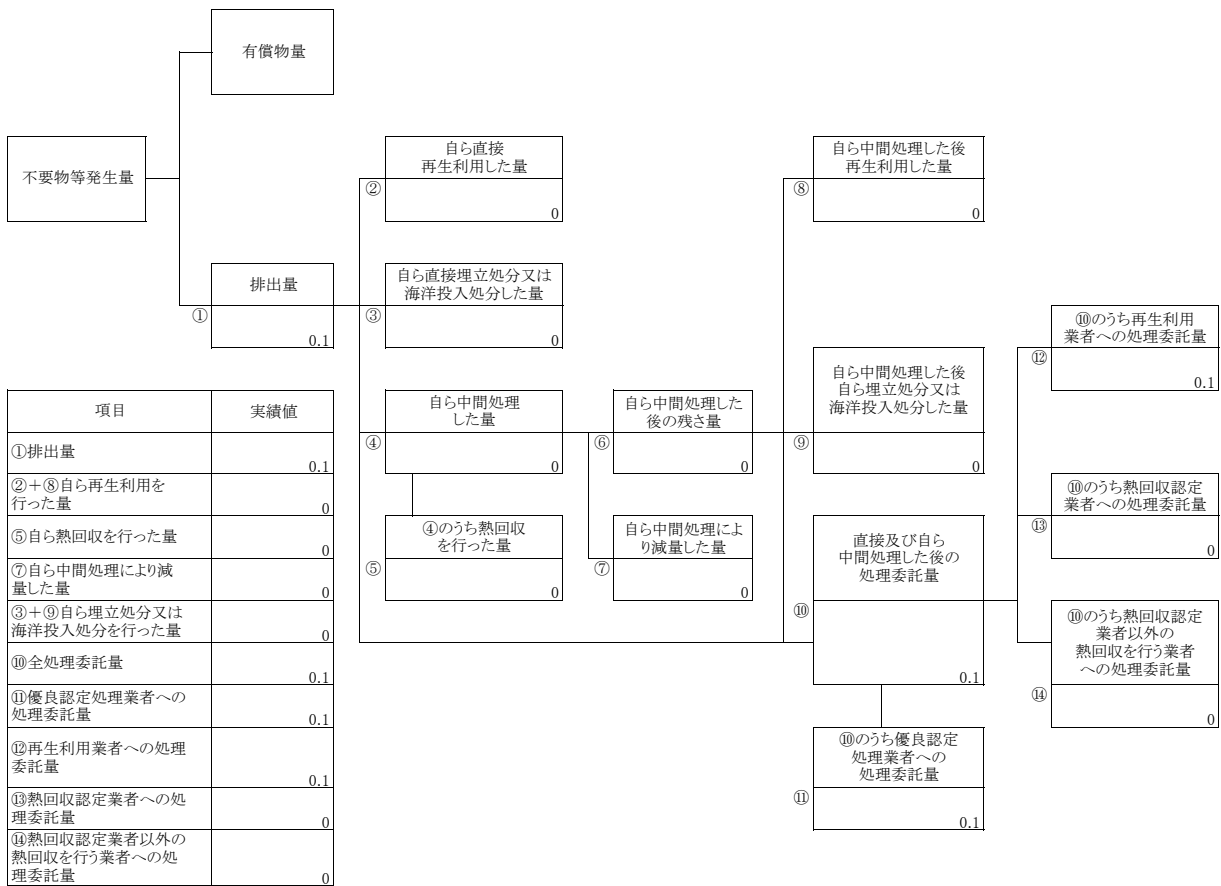 有償物量
不要物等発生量
自ら直接
再生利用した量
②
0
自ら中間処理した後
再生利用した量
⑧
0
排出量
①
0.1
自ら直接埋立処分又は
海洋投入処分した量
③
0
⑩のうち再生利用
業者への処理委託量
⑫
0.1
自ら中間処理
した量
④
0
自ら中間処理した
後の残さ量
⑥
0
自ら中間処理した後
自ら埋立処分又は
海洋投入処分した量
⑨
0
⑩のうち熱回収認定
業者への処理委託量
⑬
0
④のうち熱回収
を行った量
⑤
0
自ら中間処理によ
り減量した量
⑦
0
直接及び自ら
中間処理した後の
処理委託量
⑩
0.1
⑩のうち熱回収認定
業者以外の
熱回収を行う業者
への処理委託量
⑭
0
⑩のうち優良認定
処理業者への
処理委託量
⑪
0.1
項目 実績値
①排出量
0.1
②+⑧自ら再生利用を
行った量
0
⑤自ら熱回収を行った量
0
⑦自ら中間処理により減
量した量
0
③+⑨自ら埋立処分又は
海洋投入処分を行った量
0
⑩全処理委託量
0.1
⑪優良認定処理業者への
処理委託量
0.1
⑫再生利用業者への処理
委託量
0.1
⑬熱回収認定業者への処
理委託量
0
⑭熱回収認定業者以外の
熱回収を行う業者への処
理委託量
0